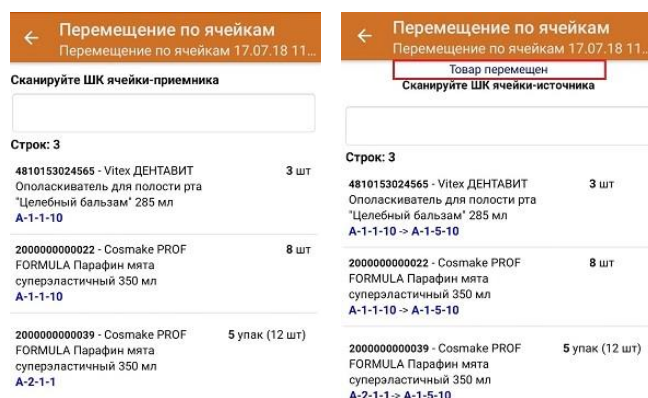 Перемещение по ячейкам
Перемещение по ячейкам 17.07.18 11...
Сканируйте ШК ячейки-приемника
Строк: 3
4810153024565 - Vitex ДЕНТАВИТ 3 шт
Ополаскиватель для полости рта
"Целебный бальзам" 285 мл
A-1-1-10
2000000000022 - Cosmake PROF 8 шт
FORMULA Парафин мята
суперэластичный 350 мл
A-1-1-10
2000000000039 - Cosmake PROF 5 упак (12 шт)
FORMULA Парафин мята
суперэластичный 350 мл
A-2-1-1
Перемещение по ячейкам
Перемещение по ячейкам 17.07.18 11...
Товар перемещен
Сканируйте ШК ячейки-источника
Строк: 3
4810153024565 - Vitex ДЕНТАВИТ 3 шт
Ополаскиватель для полости рта
"Целебный бальзам" 285 мл
A-1-1-10 -> A-1-5-10
2000000000022 - Cosmake PROF 8 шт
FORMULA Парафин мята
суперэластичный 350 мл
A-1-1-10 -> A-1-5-10
2000000000039 - Cosmake PROF 5 упак (12 шт)
FORMULA Парафин мята
суперэластичный 350 мл
A-2-1-1-> A-1-5-10